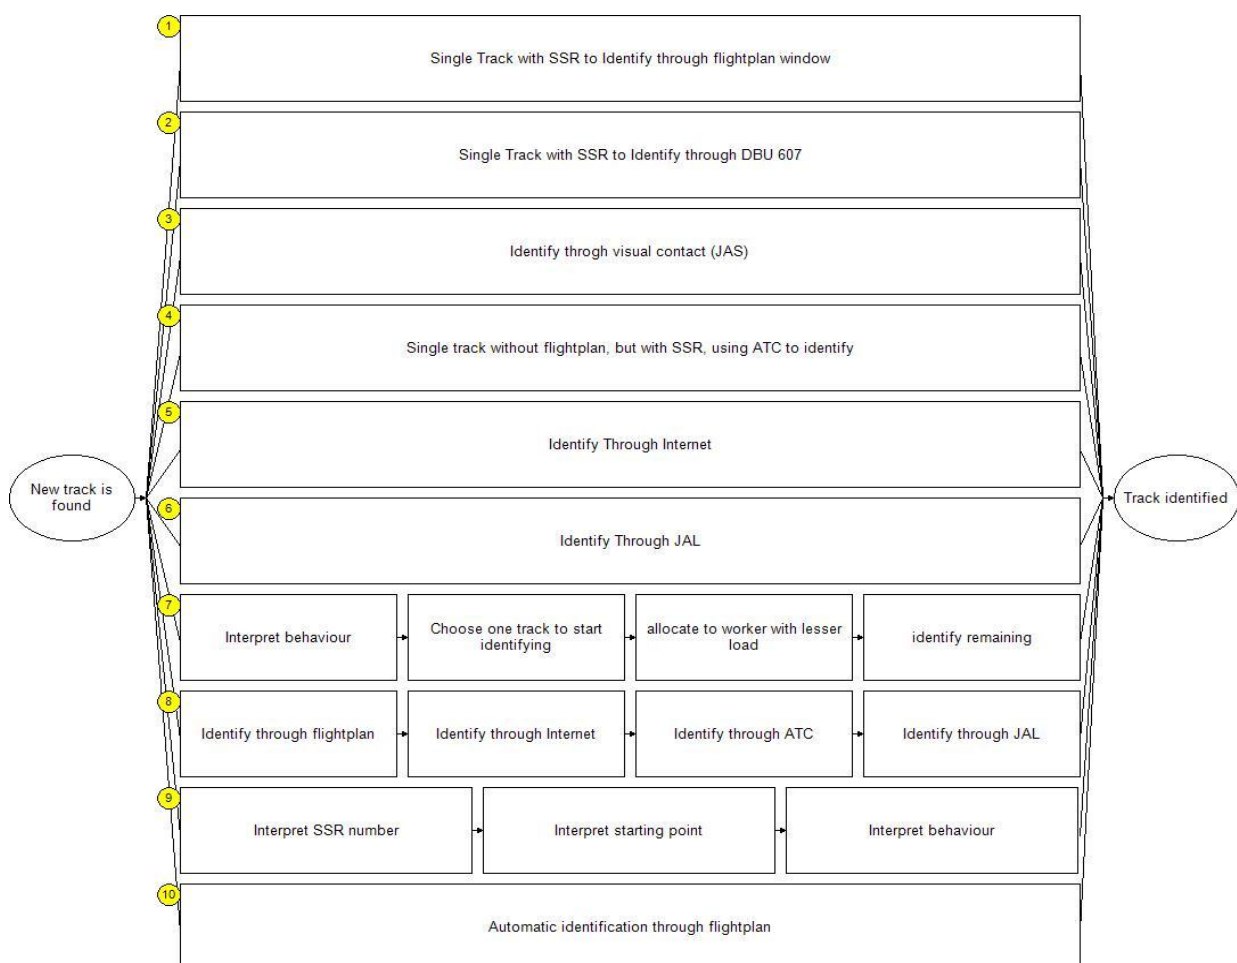 1
Single Track with SSR to Identify through flightplan window
2
Single Track with SSR to Identify through DBU 607
3
Identify throgh visual contact (JAS)
4
Single track without flightplan, but with SSR, using ATC to identify
5
Identify Through Internet
New track is
found
Track identified
6
Identify Through JAL
7
Interpret behaviour
Choose one track to start
identifying
allocate to worker with lesser
load
identify remaining
8
Identify through flightplan
Identify through Internet
Identify through ATC
Identify through JAL
9
Interpret SSR number
Interpret starting point
Interpret behaviour
10
Automatic identification through flightplan